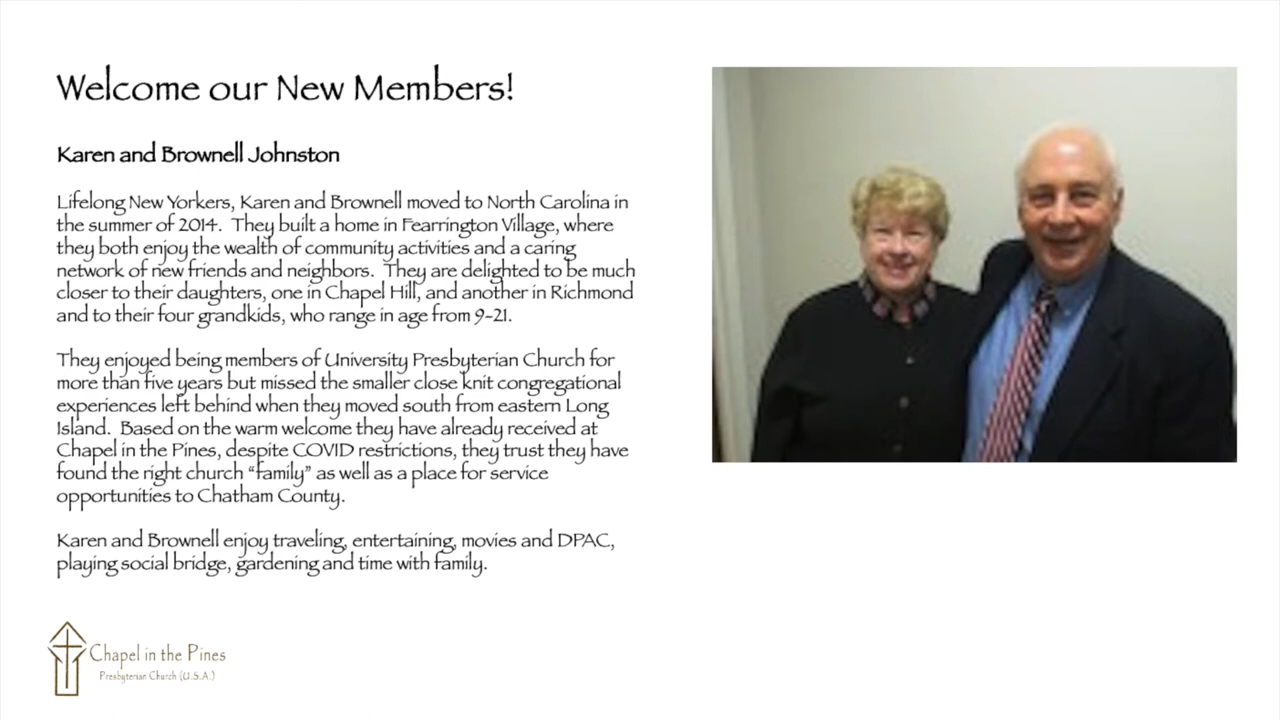 Welcome our New Members!
Karen and Brownell Johnston
Lifelong New Yorkers, Karen and Brownell moved to North Carolina in
the summer of 2014.  They built a home in Fearrington Village, where
they both enjoy the wealth of community activities and a caring
network of new friends and neighbors.  They are delighted to be much
closer to their daughters, one in Chapel Hill, and another in Richmond
and to their four grandkids, who range in age from 9-21.
They enjoyed being members of University Presbyterian Church for
more than five years but missed the smaller close knit congregational
experiences left behind when they moved south from eastern Long
Island.  Based on the warm welcome they have already received at
Chapel in the Pines, despite COVID restrictions, they trust they have
found the right church “family” as well as a place for service
opportunities to Chatham County.
Karen and Brownell enjoy traveling, entertaining, movies and DPAC,
playing social bridge, gardening and time with family.
Chapel in the Pines
Presbyterian Church (U.S.A.)